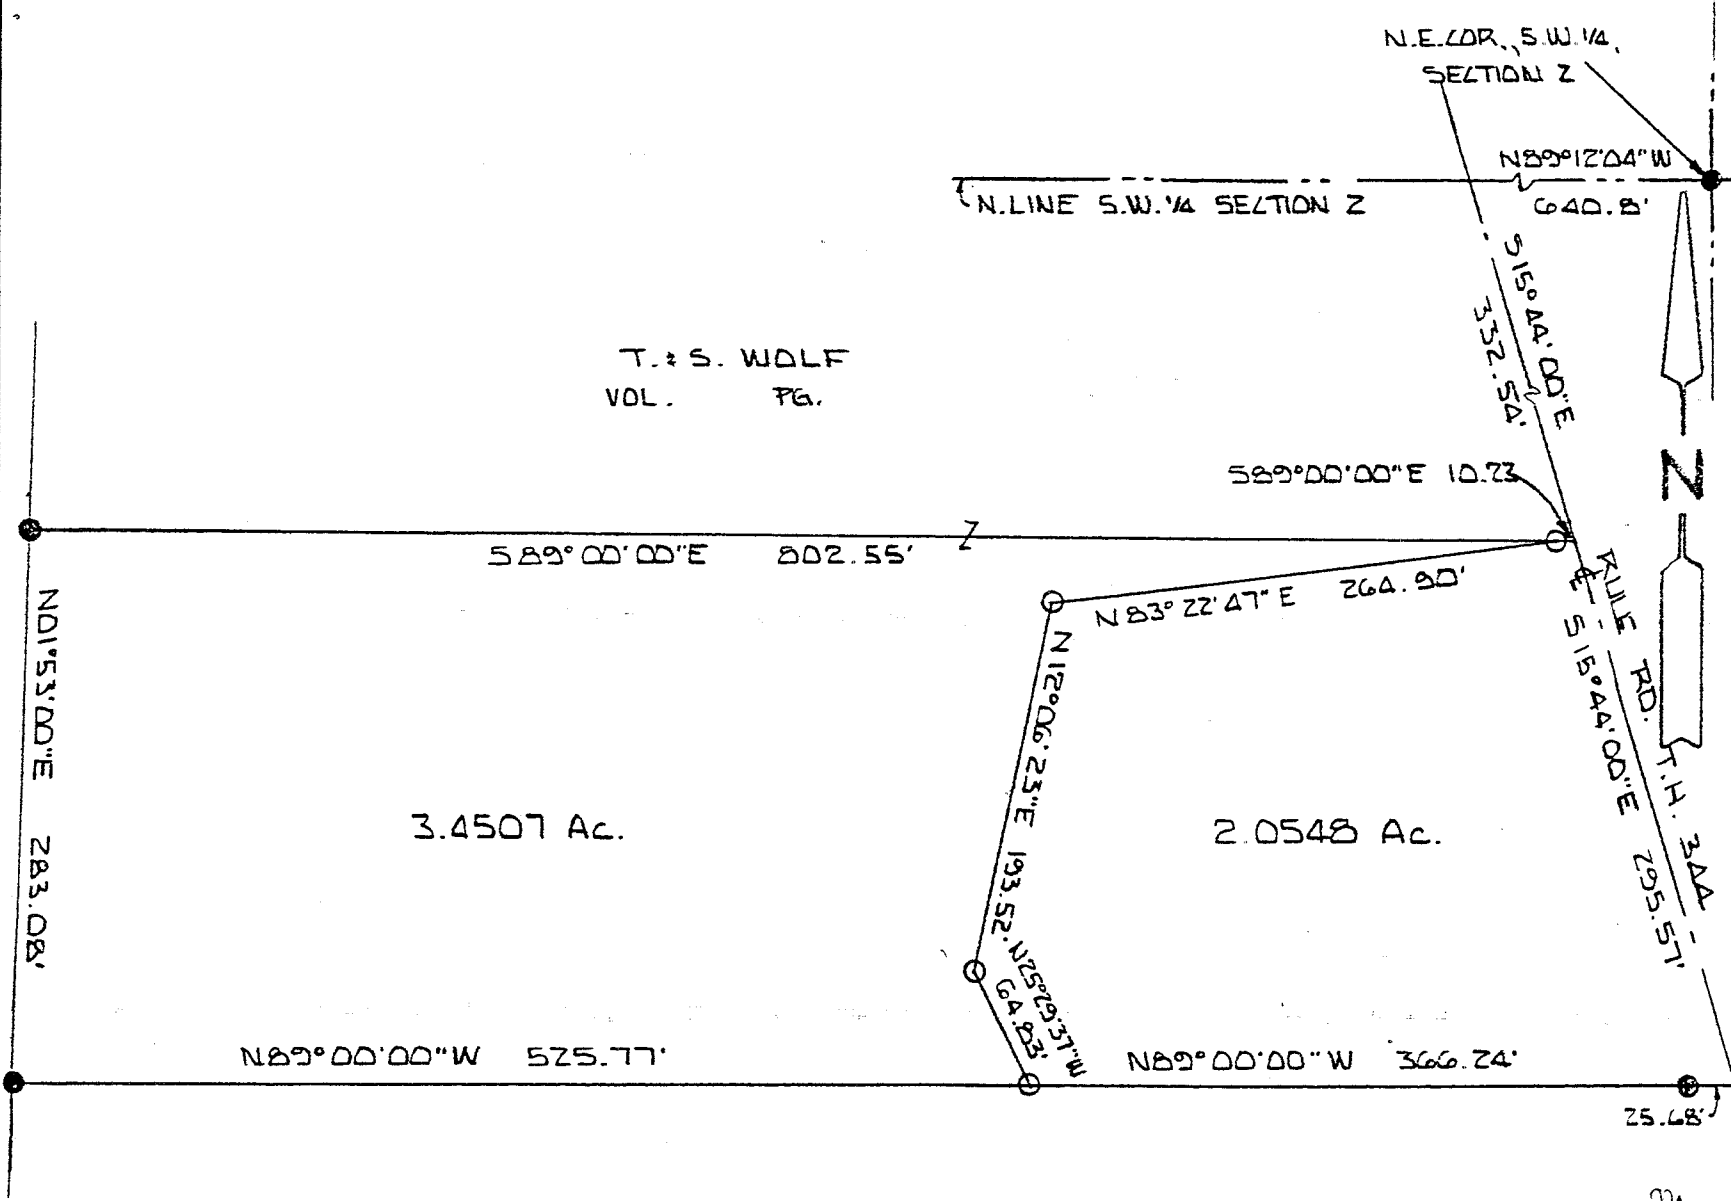 N.E. COR., S.W. 1/4,
SECTION 2
N89°12'04"W
640.8'
N. LINE S.W. 1/4 SECTION 2
S15°44'00"E
332.54'
T. & S. WOLF
VOL. PG.
S89°00'00"E 10.23
S89°00'00"E 802.55'
N
N83°22'47"E 264.90'
RULE RD. T.H. 344
℄
S15°44'00"E 295.57'
N01°53'00"E 283.08'
N12°06'23"E 193.52'
3.4507 Ac.
2.0548 Ac.
N25°29'37"W
64.83'
N89°00'00"W 525.77'
N89°00'00"W 366.24'
25.68'